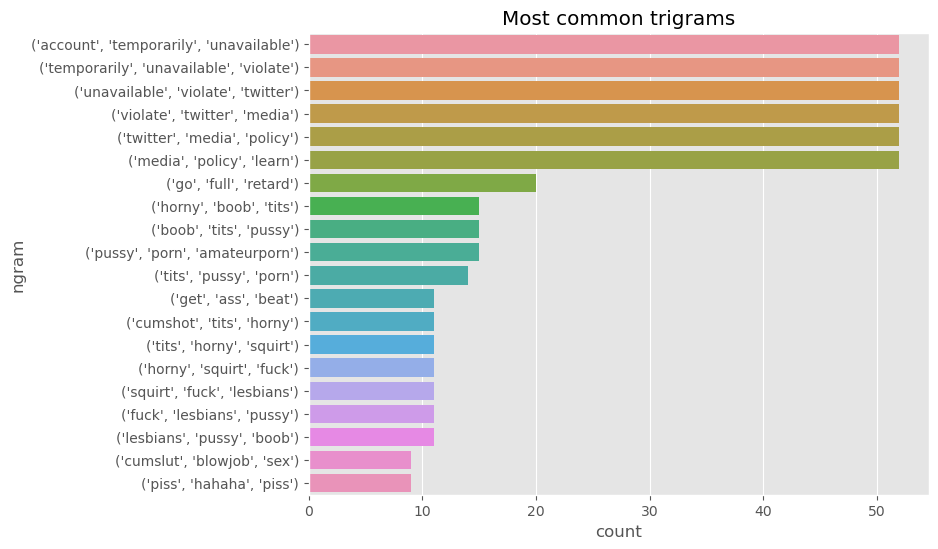 Most common trigrams
('account', 'temporarily', 'unavailable')
('temporarily', 'unavailable', 'violate')
('unavailable', 'violate', 'twitter')
('violate', 'twitter', 'media')
('twitter', 'media', 'policy')
('media', 'policy', 'learn')
('go', 'full', 'retard')
('horny', 'boob', 'tits')
('boob', 'tits', 'pussy')
('pussy', 'porn', 'amateurporn')
('tits', 'pussy', 'porn')
('get', 'ass', 'beat')
('cumshot', 'tits', 'horny')
('tits', 'horny', 'squirt')
('horny', 'squirt', 'fuck')
('squirt', 'fuck', 'lesbians')
('fuck', 'lesbians', 'pussy')
('lesbians', 'pussy', 'boob')
('cumslut', 'blowjob', 'sex')
('piss', 'hahaha', 'piss')
ngram
0 10 20 30 40 50
count